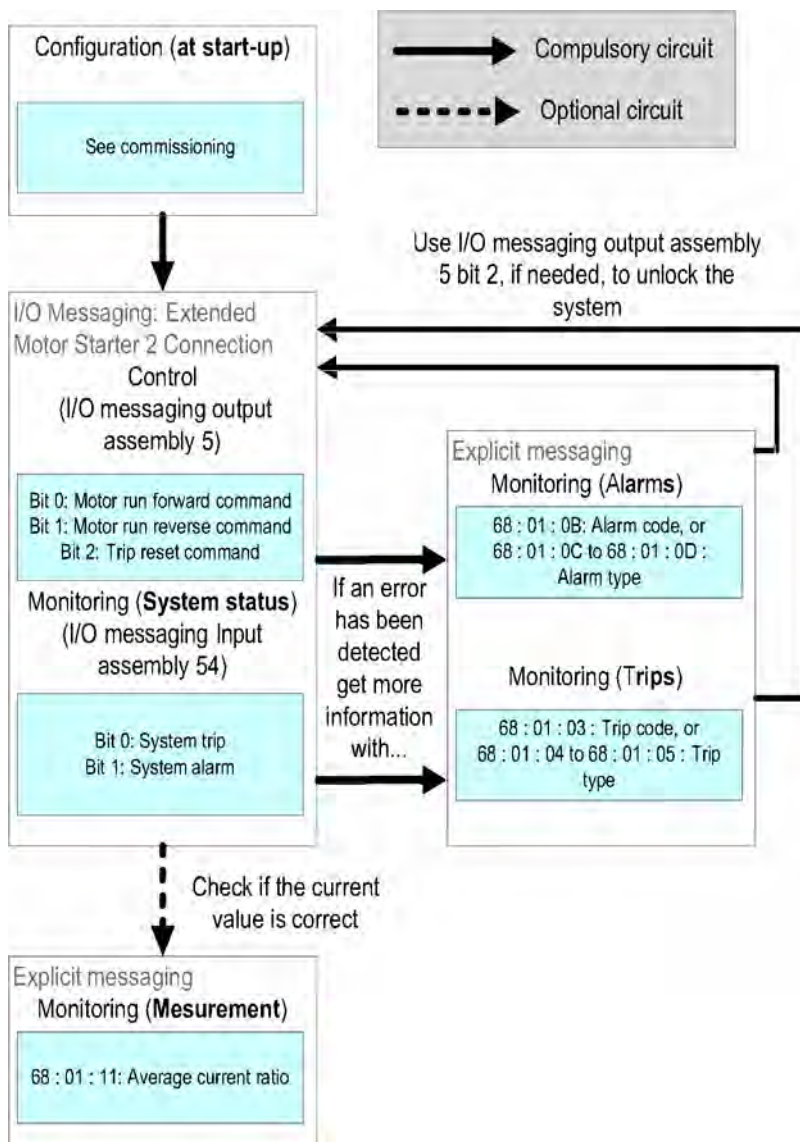 Configuration (at start-up)
See commissioning
Compulsory circuit
Optional circuit
Use I/O messaging output assembly
5 bit 2, if needed, to unlock the
system
I/O Messaging: Extended
Motor Starter 2 Connection
Control
(I/O messaging output
assembly 5)
Bit 0: Motor run forward command
Bit 1: Motor run reverse command
Bit 2: Trip reset command
Monitoring (System status)
(I/O messaging Input
assembly 54)
Bit 0: System trip
Bit 1: System alarm
If an error
has been
detected
get more
information
with...
Explicit messaging
Monitoring (Alarms)
68 : 01 : 0B: Alarm code, or
68 : 01 : 0C to 68 : 01 : 0D :
Alarm type
Monitoring (Trips)
68 : 01 : 03 : Trip code, or
68 : 01 : 04 to 68 : 01 : 05 : Trip
type
Check if the current
value is correct
Explicit messaging
Monitoring (Mesurement)
68 : 01 : 11: Average current ratio